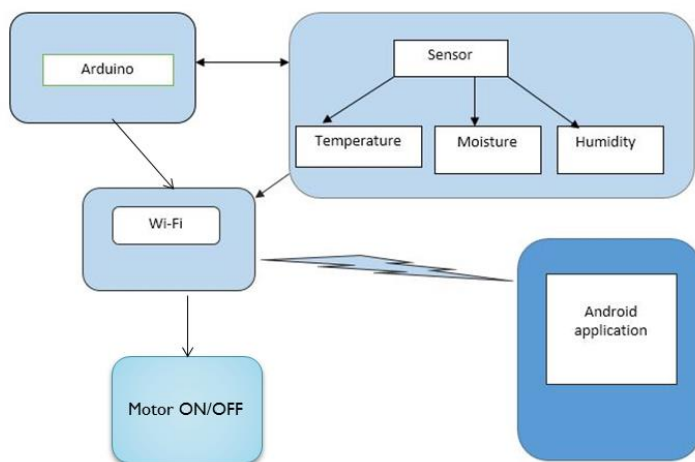 Arduino
Sensor
Temperature
Moisture
Humidity
Wi-Fi
Android
application
Motor ON/OFF